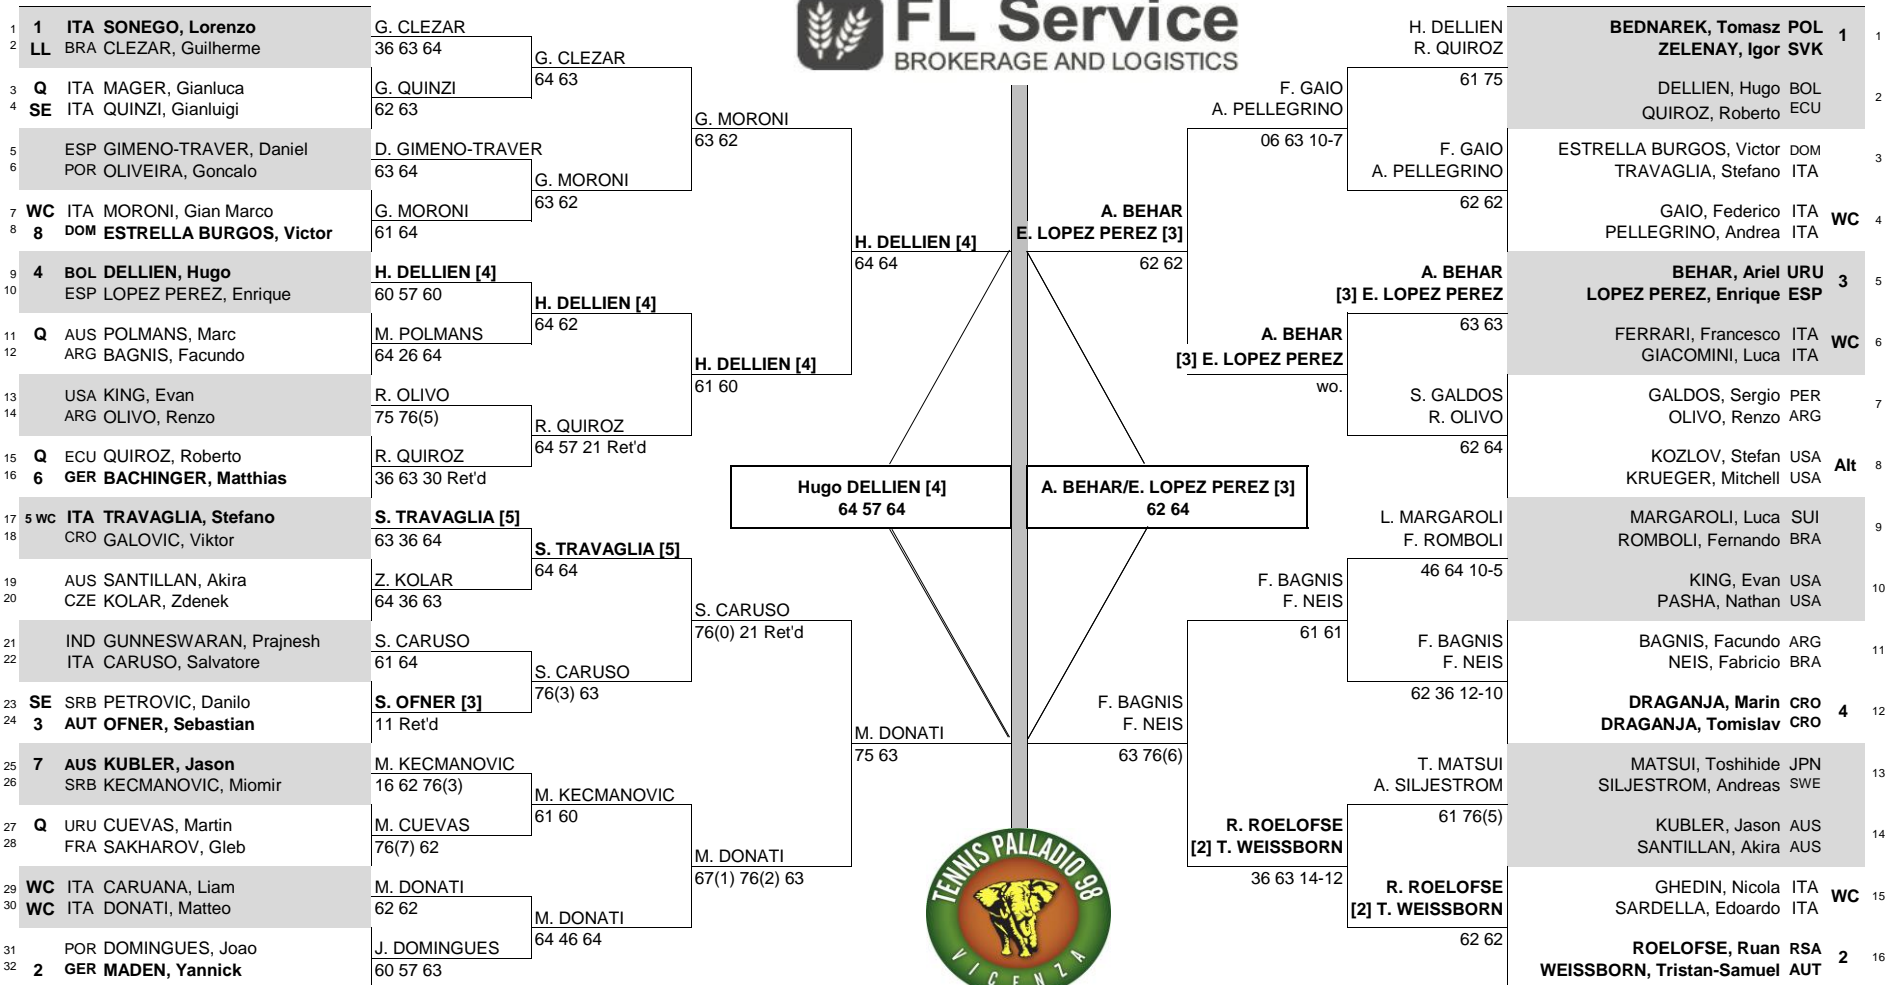 FL Service
BROKERAGE AND LOGISTICS
1 1 ITA SONEGO, Lorenzo
2 LL BRA CLEZAR, Guilherme
3 Q ITA MAGER, Gianluca
4 SE ITA QUINZI, Gianluigi
5 ESP GIMENO-TRAVER, Daniel
6 POR OLIVEIRA, Goncalo
7 WC ITA MORONI, Gian Marco
8 8 DOM ESTRELLA BURGOS, Victor
9 4 BOL DELLIEN, Hugo
10 ESP LOPEZ PEREZ, Enrique
11 Q AUS POLMANS, Marc
12 ARG BAGNIS, Facundo
13 USA KING, Evan
14 ARG OLIVO, Renzo
15 Q ECU QUIROZ, Roberto
16 6 GER BACHINGER, Matthias
17 5 WC ITA TRAVAGLIA, Stefano
18 CRO GALOVIC, Viktor
19 AUS SANTILLAN, Akira
20 CZE KOLAR, Zdenek
21 IND GUNNESWARAN, Prajnesh
22 ITA CARUSO, Salvatore
23 SE SRB PETROVIC, Danilo
24 3 AUT OFNER, Sebastian
25 7 AUS KUBLER, Jason
26 SRB KECMANOVIC, Miomir
27 Q URU CUEVAS, Martin
28 FRA SAKHAROV, Gleb
29 WC ITA CARUANA, Liam
30 WC ITA DONATI, Matteo
31 POR DOMINGUES, Joao
32 2 GER MADEN, Yannick
G. CLEZAR
36 63 64
G. QUINZI
62 63
D. GIMENO-TRAVER
63 64
G. MORONI
61 64
H. DELLIEN [4]
60 57 60
M. POLMANS
64 26 64
R. OLIVO
75 76(5)
R. QUIROZ
36 63 30 Ret'd
S. TRAVAGLIA [5]
63 36 64
Z. KOLAR
64 36 63
S. CARUSO
61 64
S. OFNER [3]
11 Ret'd
M. KECMANOVIC
16 62 76(3)
M. CUEVAS
76(7) 62
M. DONATI
62 62
J. DOMINGUES
60 57 63
G. CLEZAR
64 63
G. MORONI
63 62
H. DELLIEN [4]
64 62
R. QUIROZ
64 57 21 Ret'd
S. TRAVAGLIA [5]
64 64
S. CARUSO
76(3) 63
M. KECMANOVIC
61 60
M. DONATI
64 46 64
G. MORONI
63 62
H. DELLIEN [4]
61 60
S. CARUSO
76(0) 21 Ret'd
M. DONATI
67(1) 76(2) 63
H. DELLIEN [4]
64 64
M. DONATI
75 63
Hugo DELLIEN [4]
64 57 64
A. BEHAR/E. LOPEZ PEREZ [3]
62 64
A. BEHAR
E. LOPEZ PEREZ [3]
62 62
F. BAGNIS
F. NEIS
63 76(6)
F. GAIO
A. PELLEGRINO
06 63 10-7
A. BEHAR
[3] E. LOPEZ PEREZ
wo.
F. BAGNIS
F. NEIS
61 61
R. ROELOFSE
[2] T. WEISSBORN
36 63 14-12
H. DELLIEN
R. QUIROZ
61 75
F. GAIO
A. PELLEGRINO
62 62
A. BEHAR
[3] E. LOPEZ PEREZ
63 63
S. GALDOS
R. OLIVO
62 64
L. MARGAROLI
F. ROMBOLI
46 64 10-5
F. BAGNIS
F. NEIS
62 36 12-10
T. MATSUI
A. SILJESTROM
61 76(5)
R. ROELOFSE
[2] T. WEISSBORN
62 62
BEDNAREK, Tomasz POL 1 1
ZELENAY, Igor SVK
DELLIEN, Hugo BOL 2
QUIROZ, Roberto ECU
ESTRELLA BURGOS, Victor DOM 3
TRAVAGLIA, Stefano ITA
GAIO, Federico ITA WC 4
PELLEGRINO, Andrea ITA
BEHAR, Ariel URU 3 5
LOPEZ PEREZ, Enrique ESP
FERRARI, Francesco ITA WC 6
GIACOMINI, Luca ITA
GALDOS, Sergio PER 7
OLIVO, Renzo ARG
KOZLOV, Stefan USA Alt 8
KRUEGER, Mitchell USA
MARGAROLI, Luca SUI 9
ROMBOLI, Fernando BRA
KING, Evan USA 10
PASHA, Nathan USA
BAGNIS, Facundo ARG 11
NEIS, Fabricio BRA
DRAGANJA, Marin CRO 4 12
DRAGANJA, Tomislav CRO
MATSUI, Toshihide JPN 13
SILJESTROM, Andreas SWE
KUBLER, Jason AUS 14
SANTILLAN, Akira AUS
GHEDIN, Nicola ITA WC 15
SARDELLA, Edoardo ITA
ROELOFSE, Ruan RSA 2 16
WEISSBORN, Tristan-Samuel AUT
TENNIS PALLADIO 98
VICENZA